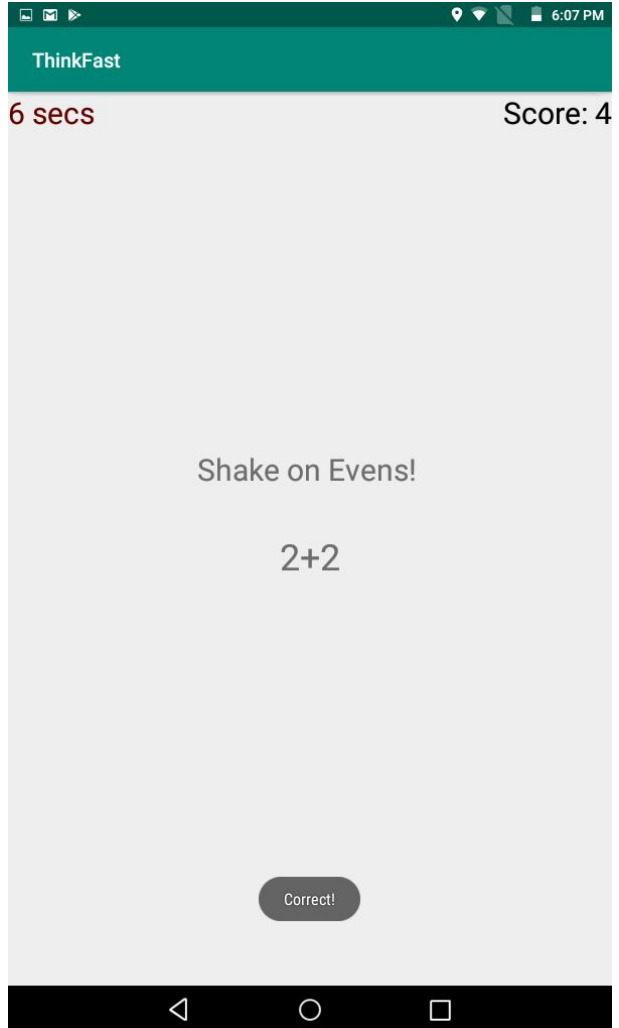 6:07 PM
ThinkFast
6 secs
Score: 4
Shake on Evens!
2+2
Correct!